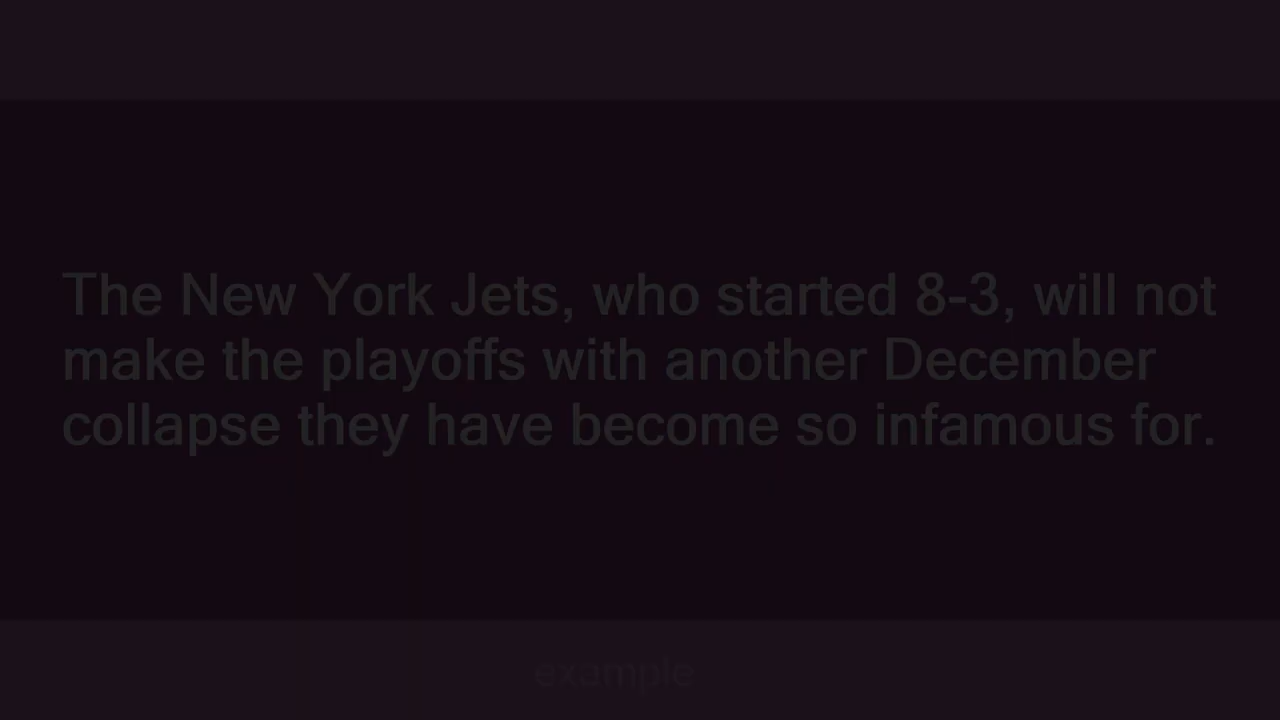 The New York Jets, who started 8-3, will not
make the playoffs with another December
collapse they have become so infamous for.
example